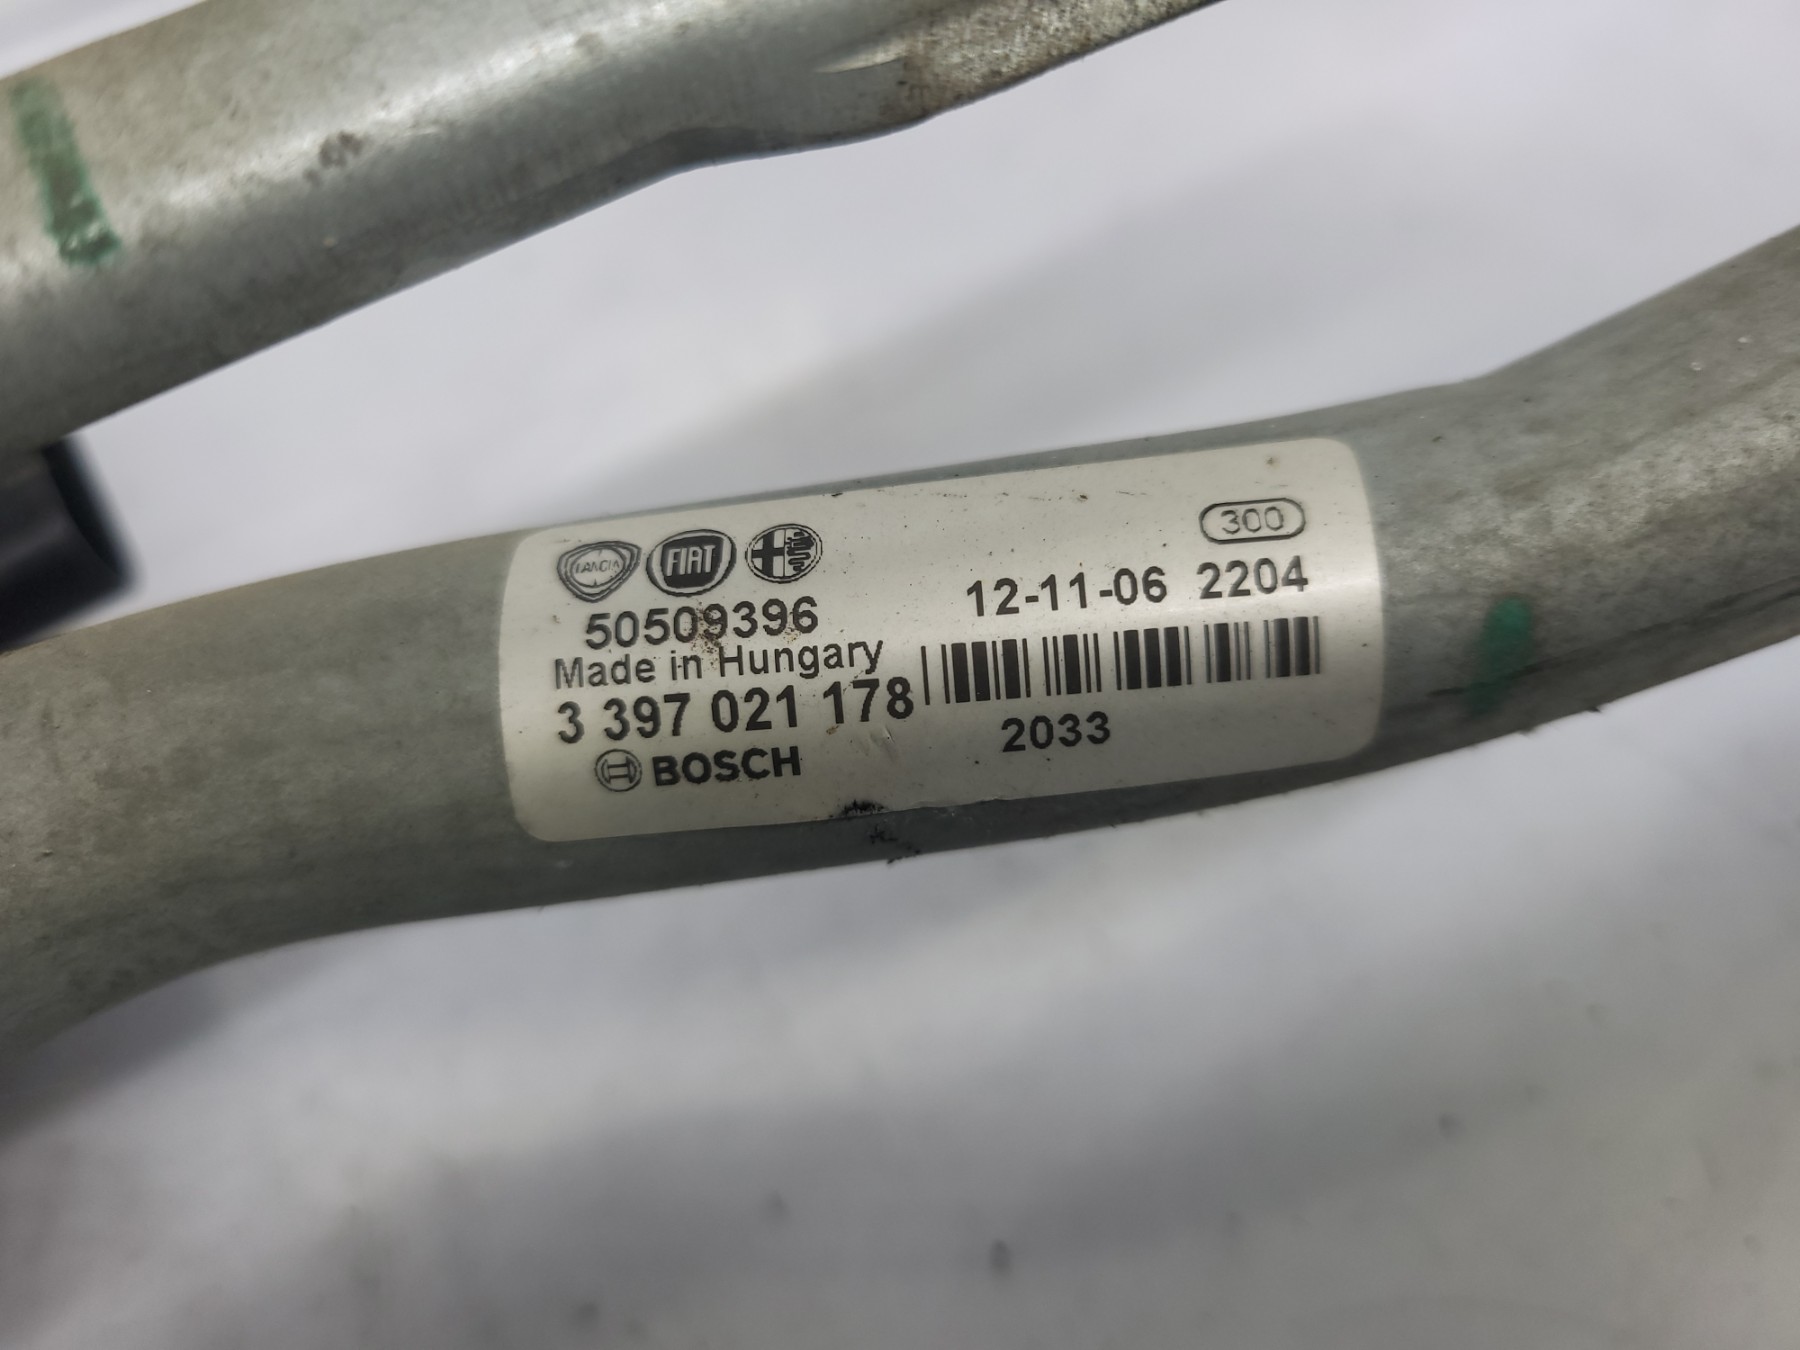 LANCIA FIAT
50509396
Made in Hungary
3 397 021 178
BOSCH
300
12-11-06 2204
2033